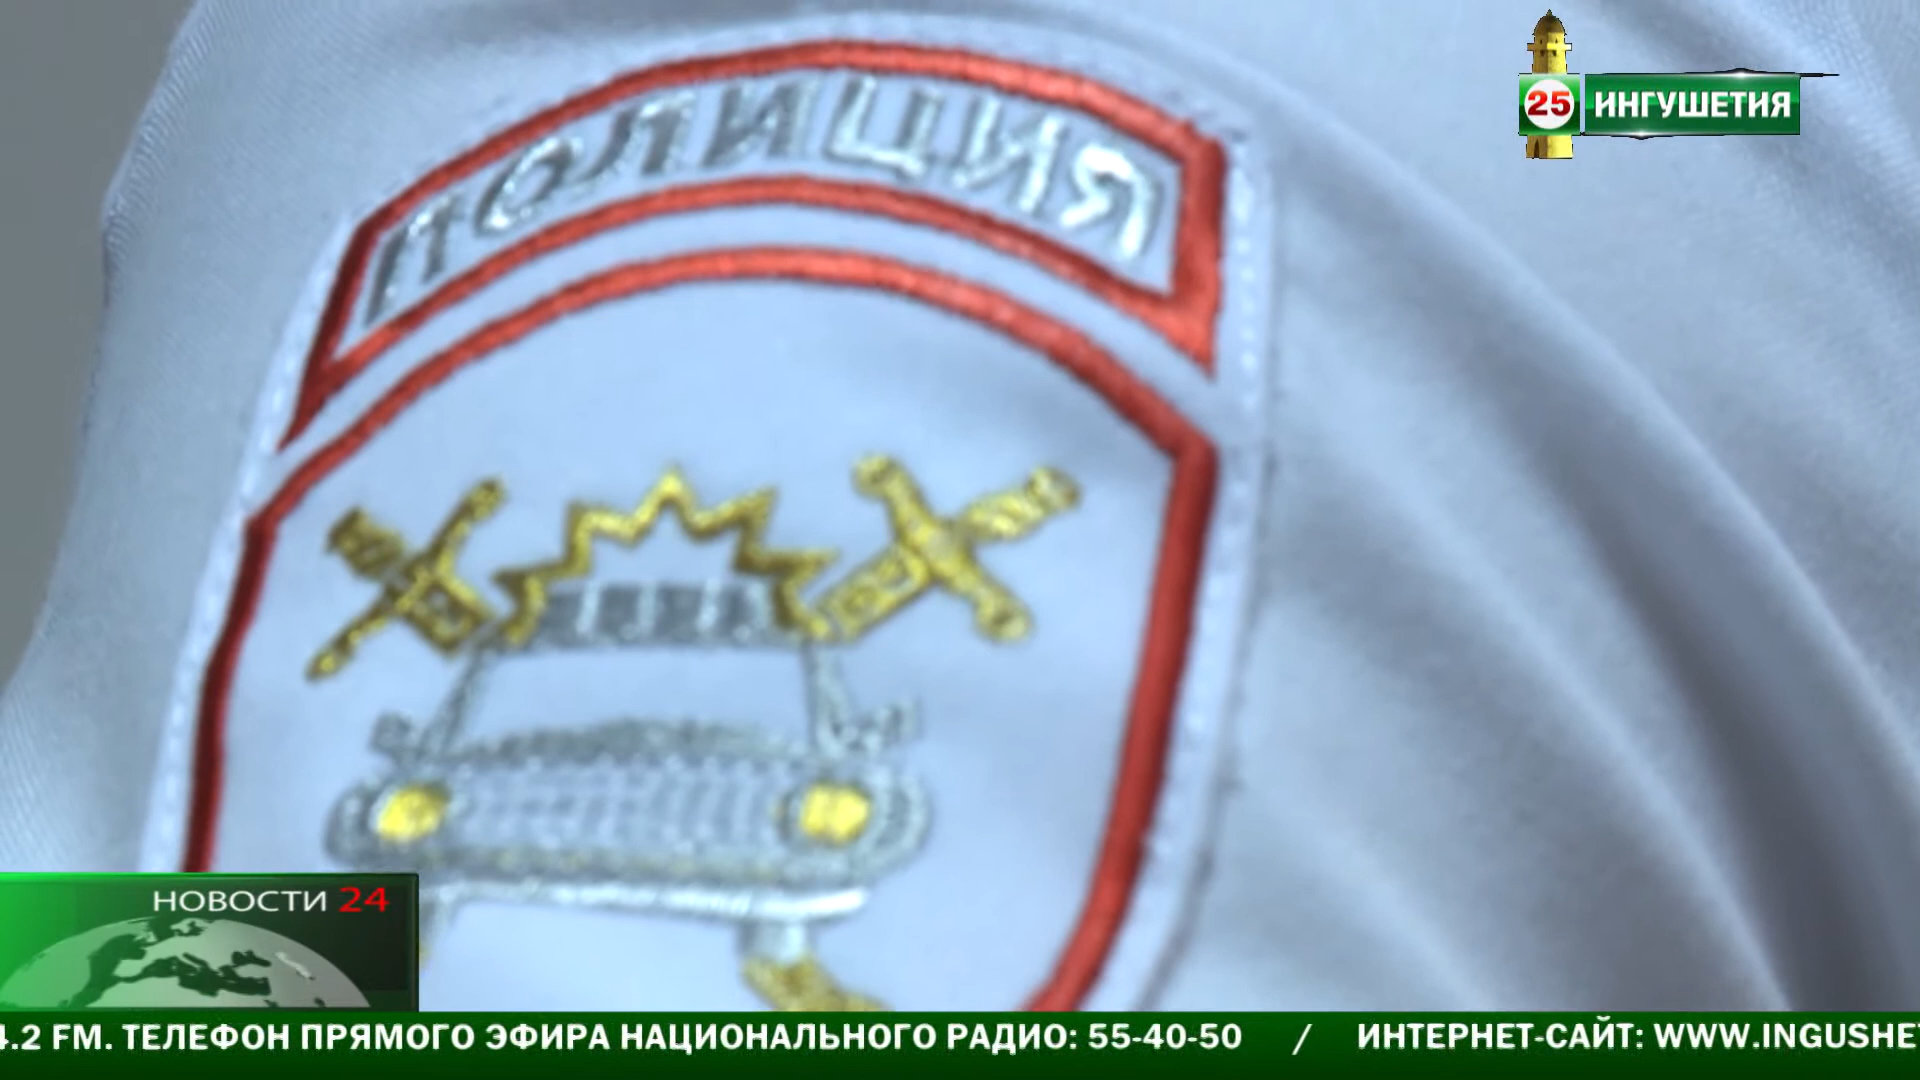 ПОЛИЦИЯ
25 ИНГУШЕТИЯ
НОВОСТИ 24
4.2 FM. ТЕЛЕФОН ПРЯМОГО ЭФИРА НАЦИОНАЛЬНОГО РАДИО: 55-40-50 / ИНТЕРНЕТ-САЙТ: WWW.INGUSHE